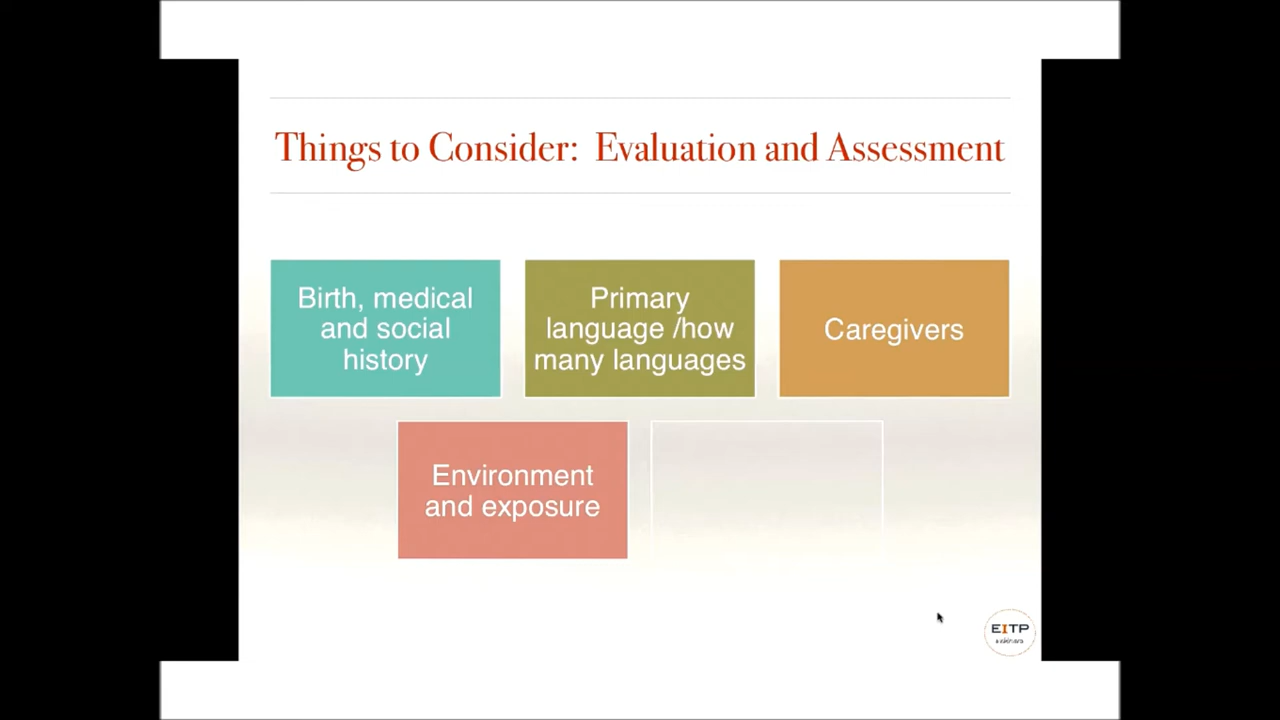 Things to Consider:  Evaluation and Assessment
Birth, medical
and social
history
Primary
language /how
many languages
Caregivers
Environment
and exposure
EITP